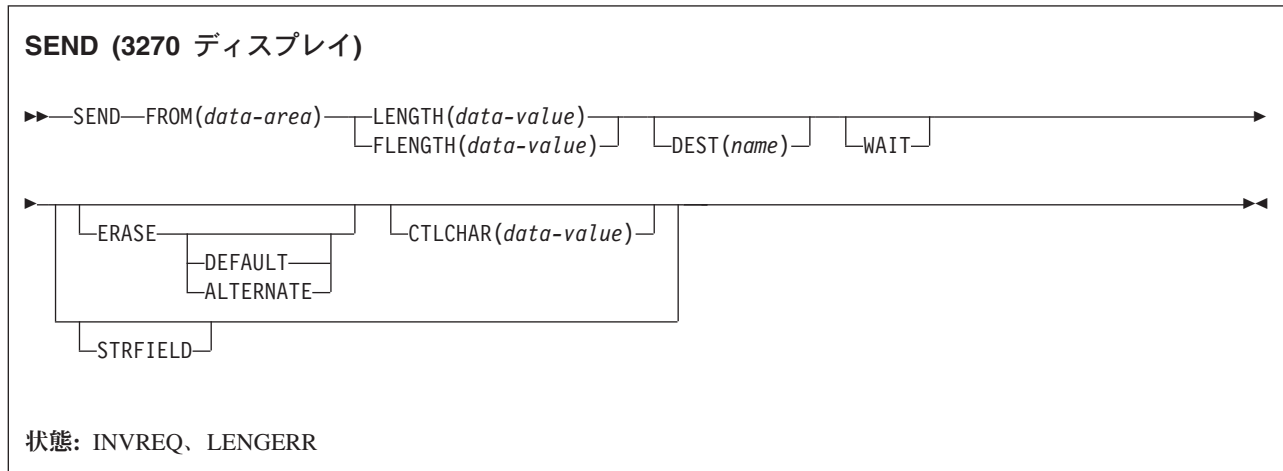 SEND (3270 ディスプレイ)
SEND FROM(data-area) LENGTH(data-value)
FLENGTH(data-value) DEST(name) WAIT
ERASE CTLCHAR(data-value)
DEFAULT
ALTERNATE
STRFIELD
状態: INVREQ、LENGERR